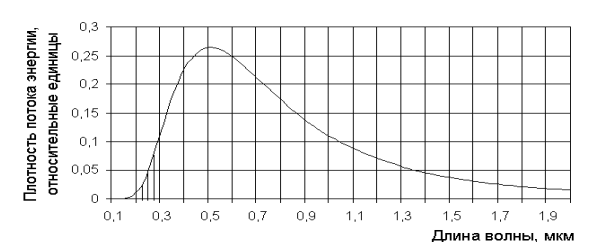 Плотность потока энергии,
относительные единицы
0,3
0,25
0,2
0,15
0,1
0,05
0
0,1 0,3 0,5 0,7 0,9 1,1 1,3 1,5 1,7 1,9
Длина волны, мкм